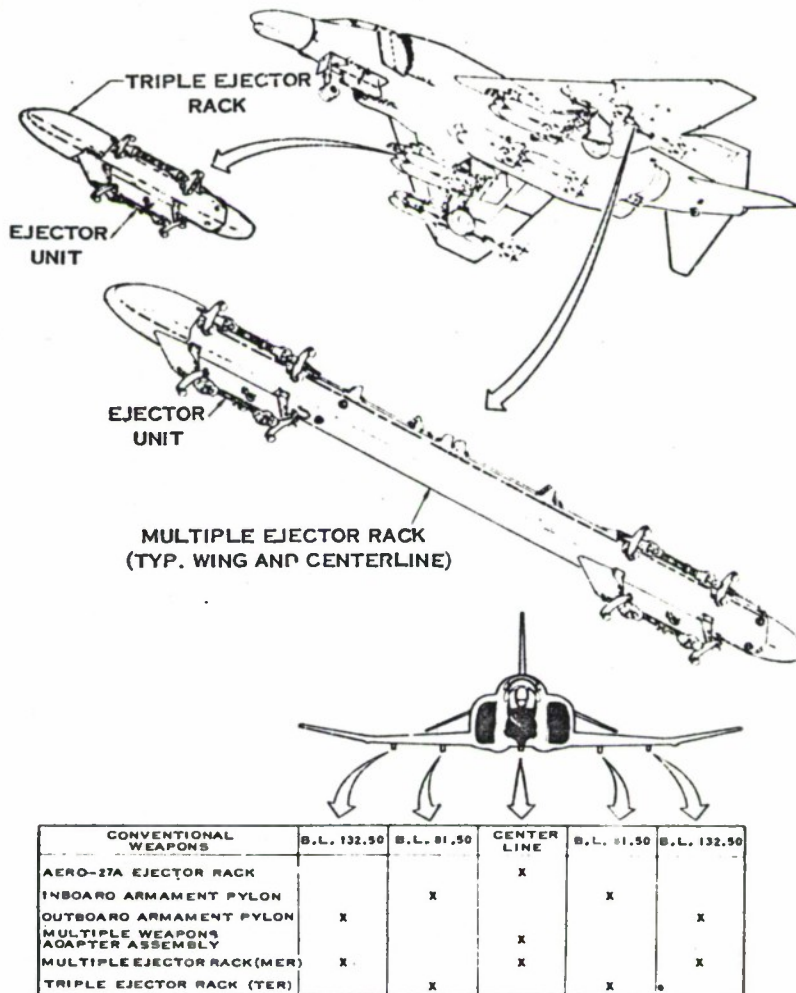 TRIPLE EJECTOR
RACK
EJECTOR
UNIT
EJECTOR
UNIT
MULTIPLE EJECTOR RACK
(TYP. WING AND CENTERLINE)
CONVENTIONAL WEAPONS B.L. 132.50 B.L. 81.50 CENTER LINE B.L. 81.50 B.L. 132.50
AERO-27A EJECTOR RACK X
INBOARD ARMAMENT PYLON X X
OUTBOARD ARMAMENT PYLON X X
MULTIPLE WEAPONS
ADAPTER ASSEMBLY X
MULTIPLE EJECTOR RACK (MER) X X X
TRIPLE EJECTOR RACK (TER) X X